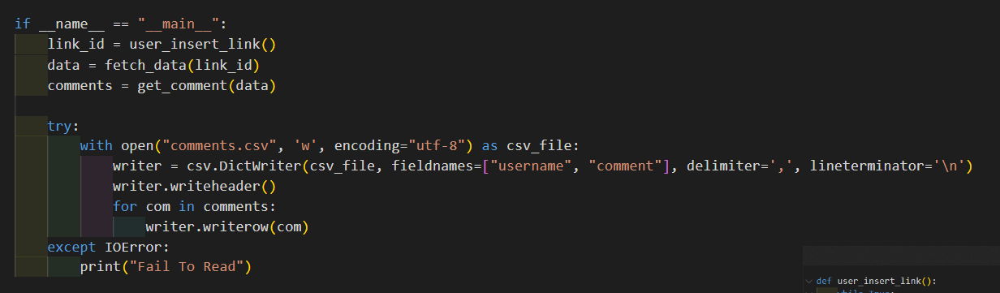 if __name__ == "__main__":
    link_id = user_insert_link()
    data = fetch_data(link_id)
    comments = get_comment(data)
    try:
        with open("comments.csv", 'w', encoding="utf-8") as csv_file:
            writer = csv.DictWriter(csv_file, fieldnames=["username", "comment"], delimiter=',', lineterminator='\n')
            writer.writeheader()
            for com in comments:
                writer.writerow(com)
    except IOError:
        print("Fail To Read")
def user_insert_link():